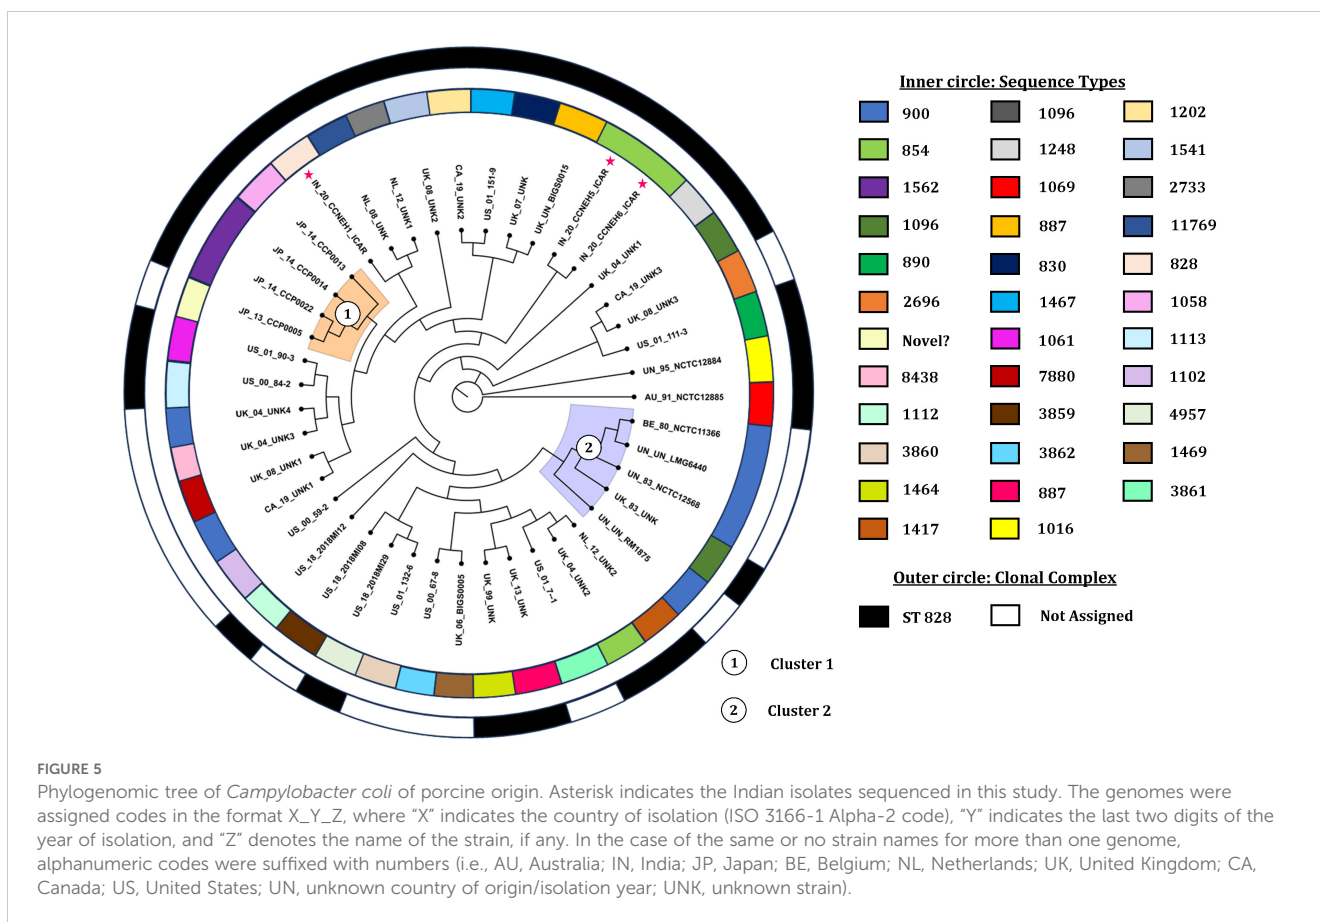 IN_20_CCNEH1_ICAR
NL_08_UNK
NL_12_UNK1
UK_08_UNK2
CA_19_UNK2
US_01_151-9
UK_07_UNK
UK_UN_BIGS0015
IN_20_CCNEH5_ICAR
IN_20_CCNEH6_ICAR
UK_04_UNK1
CA_19_UNK3
UK_08_UNK3
US_01_111-3
UN_95_NCTC12884
AU_91_NCTC12885
BE_80_NCTC11366
UN_UN_LMG6440
UN_83_NCTC12568
UK_83_UNK
UN_UN_RM1875
NL_12_UNK2
UK_04_UNK2
US_01_7--1
UK_13_UNK
UK_99_UNK
UK_06_BIGS0005
US_00_67-8
US_01_132-6
US_18_2018MI29
US_18_2018MI08
US_18_2018MI12
US_00_59-2
CA_19_UNK1
UK_08_UNK1
UK_04_UNK3
UK_04_UNK4
US_00_84-2
US_01_90-3
JP_13_CCP0005
JP_14_CCP0022
JP_14_CCP0014
JP_14_CCP0013
1
2
Inner circle: Sequence Types
900 1096 1202
854 1248 1541
1562 1069 2733
1096 887 11769
890 830 828
2696 1467 1058
Novel? 1061 1113
8438 7880 1102
1112 3859 4957
3860 3862 1469
1464 887 3861
1417 1016
Outer circle: Clonal Complex
ST 828 Not Assigned
1 Cluster 1
2 Cluster 2
FIGURE 5
Phylogenomic tree of Campylobacter coli of porcine origin. Asterisk indicates the Indian isolates sequenced in this study. The genomes were
assigned codes in the format X_Y_Z, where “X” indicates the country of isolation (ISO 3166-1 Alpha-2 code), “Y” indicates the last two digits of the
year of isolation, and “Z” denotes the name of the strain, if any. In the case of the same or no strain names for more than one genome,
alphanumeric codes were suffixed with numbers (i.e., AU, Australia; IN, India; JP, Japan; BE, Belgium; NL, Netherlands; UK, United Kingdom; CA,
Canada; US, United States; UN, unknown country of origin/isolation year; UNK, unknown strain).